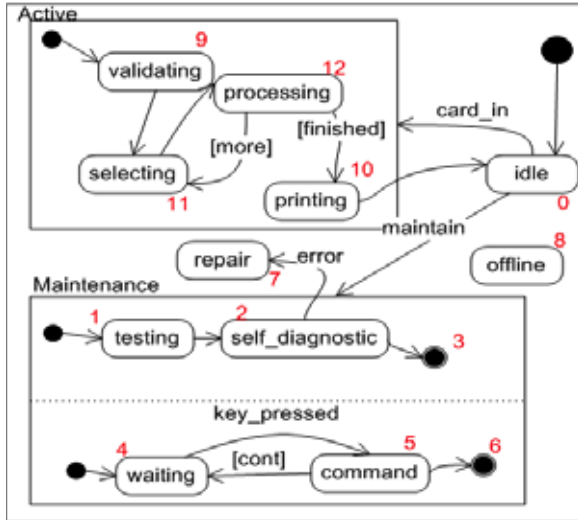 Active
9
validating
12
processing
card_in
[more]
[finished]
selecting
11
10
printing
idle
0
maintain
8
offline
repair
7
error
Maintenance
1
testing
2
self_diagnostic
3
key_pressed
4
waiting
[cont]
5
command
6